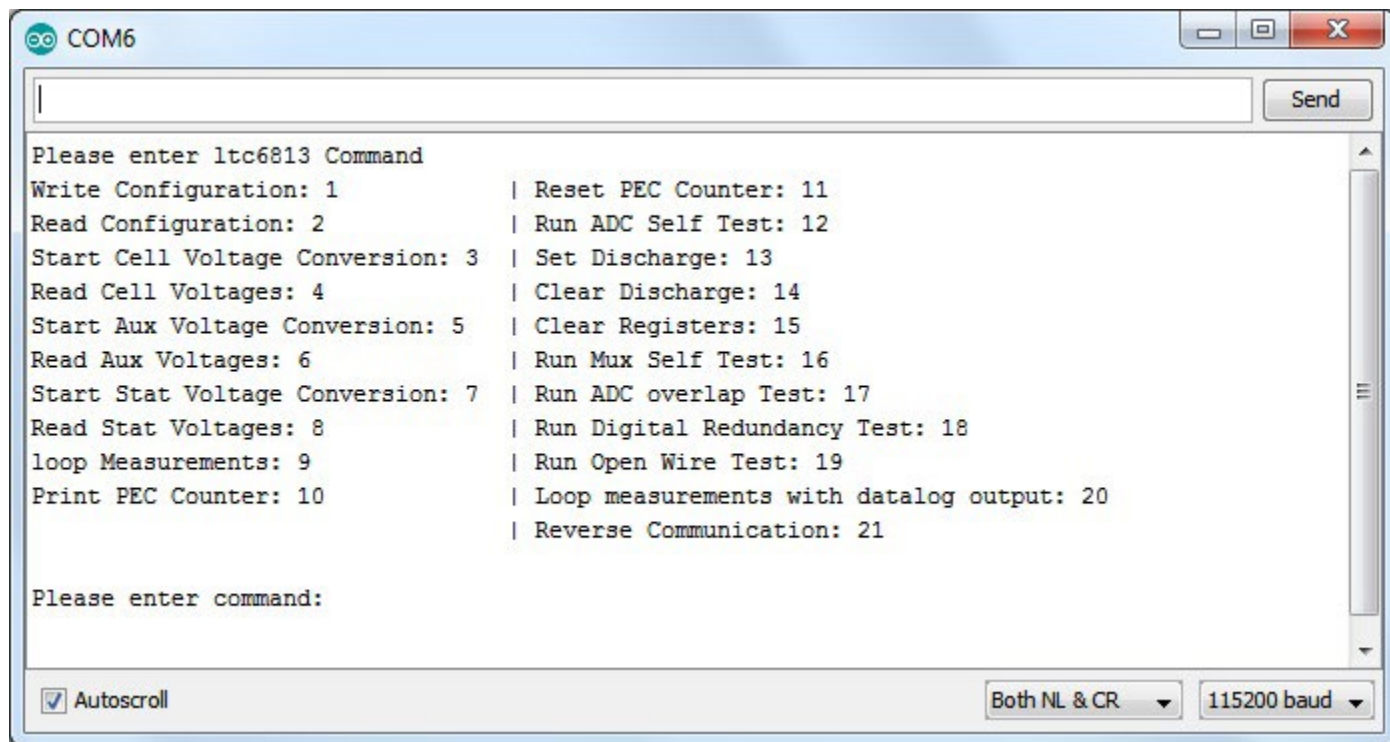 COM6
Send
Please enter ltc6813 Command
Write Configuration: 1 | Reset PEC Counter: 11
Read Configuration: 2 | Run ADC Self Test: 12
Start Cell Voltage Conversion: 3 | Set Discharge: 13
Read Cell Voltages: 4 | Clear Discharge: 14
Start Aux Voltage Conversion: 5 | Clear Registers: 15
Read Aux Voltages: 6 | Run Mux Self Test: 16
Start Stat Voltage Conversion: 7 | Run ADC overlap Test: 17
Read Stat Voltages: 8 | Run Digital Redundancy Test: 18
loop Measurements: 9 | Run Open Wire Test: 19
Print PEC Counter: 10 | Loop measurements with datalog output: 20
| Reverse Communication: 21
Please enter command:
Autoscroll Both NL & CR 115200 baud